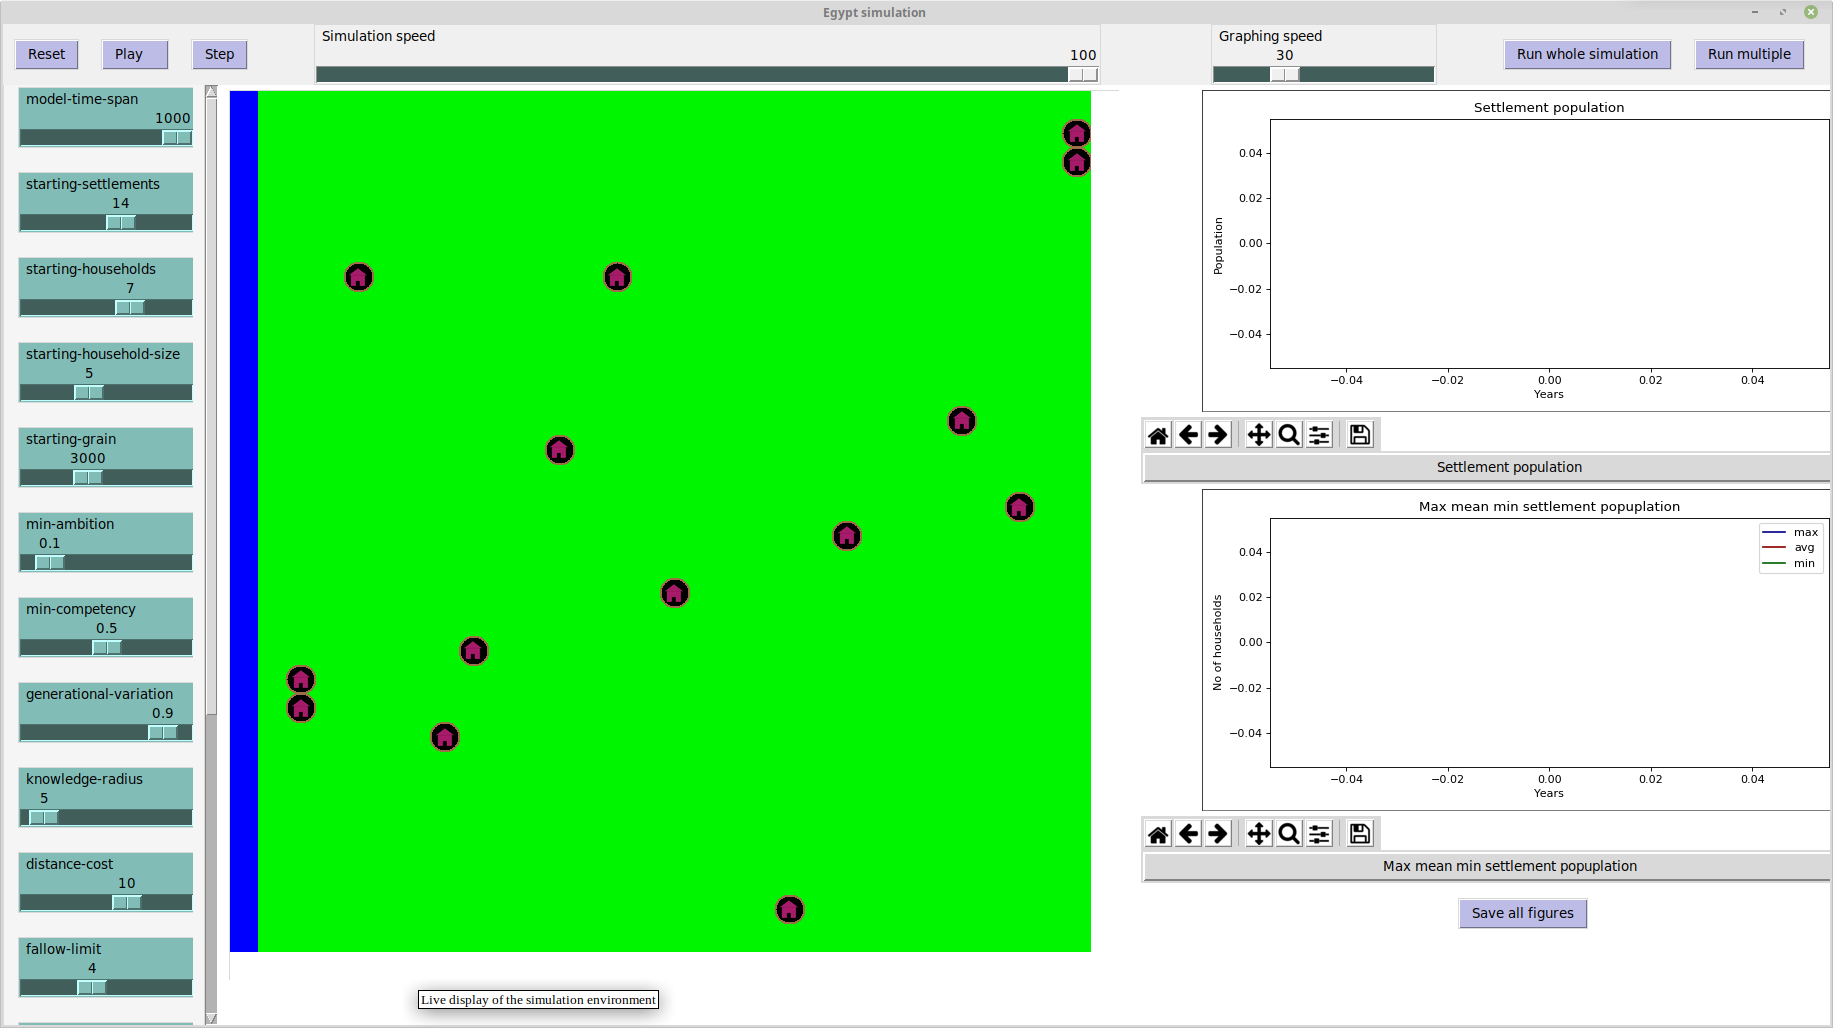 Egypt simulation
Reset
Play
Step
Simulation speed
100
Graphing speed
30
Run whole simulation
Run multiple
model-time-span
1000
starting-settlements
14
starting-households
7
starting-household-size
5
starting-grain
3000
min-ambition
0.1
min-competency
0.5
generational-variation
0.9
knowledge-radius
5
distance-cost
10
fallow-limit
4
Live display of the simulation environment
Settlement population
Population
0.04
0.02
0.00
−0.02
−0.04
−0.04 −0.02 0.00 0.02 0.04
Years
Settlement population
Max mean min settlement popuplation
max
avg
min
No of households
0.04
0.02
0.00
−0.02
−0.04
−0.04 −0.02 0.00 0.02 0.04
Years
Max mean min settlement popuplation
Save all figures